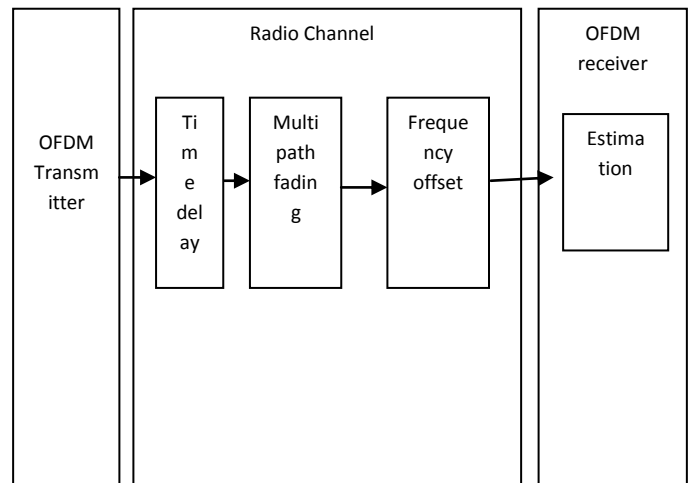 Radio Channel
OFDM
receiver
OFDM
Transm
itter
Ti
m
e
del
ay
Multi
path
fadin
g
Freque
ncy
offset
Estima
tion